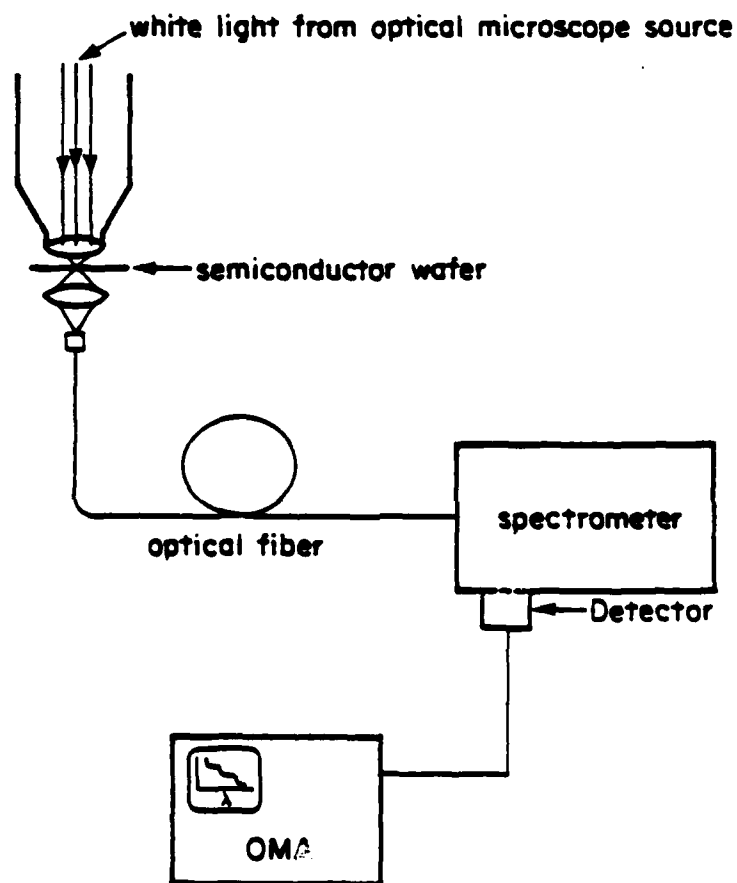 white light from optical microscope source
semiconductor wafer
optical fiber
spectrometer
Detector
λ
OMA